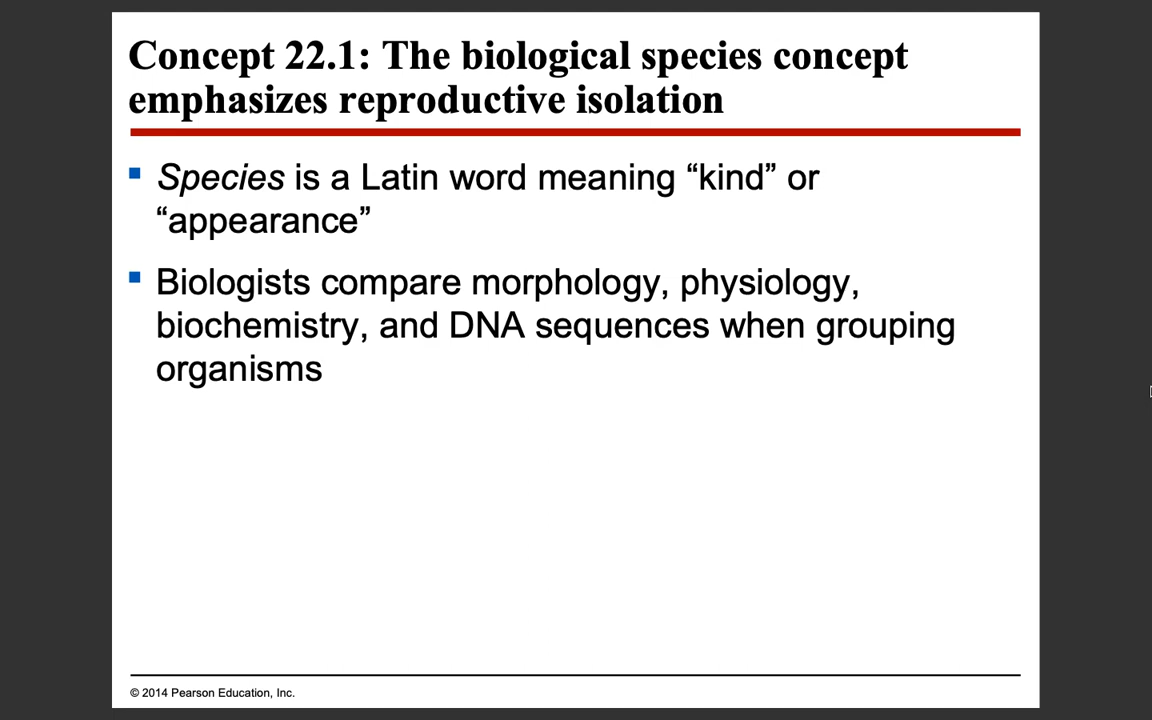 Concept 22.1: The biological species concept
emphasizes reproductive isolation
Species is a Latin word meaning “kind” or
“appearance”
Biologists compare morphology, physiology,
biochemistry, and DNA sequences when grouping
organisms
© 2014 Pearson Education, Inc.